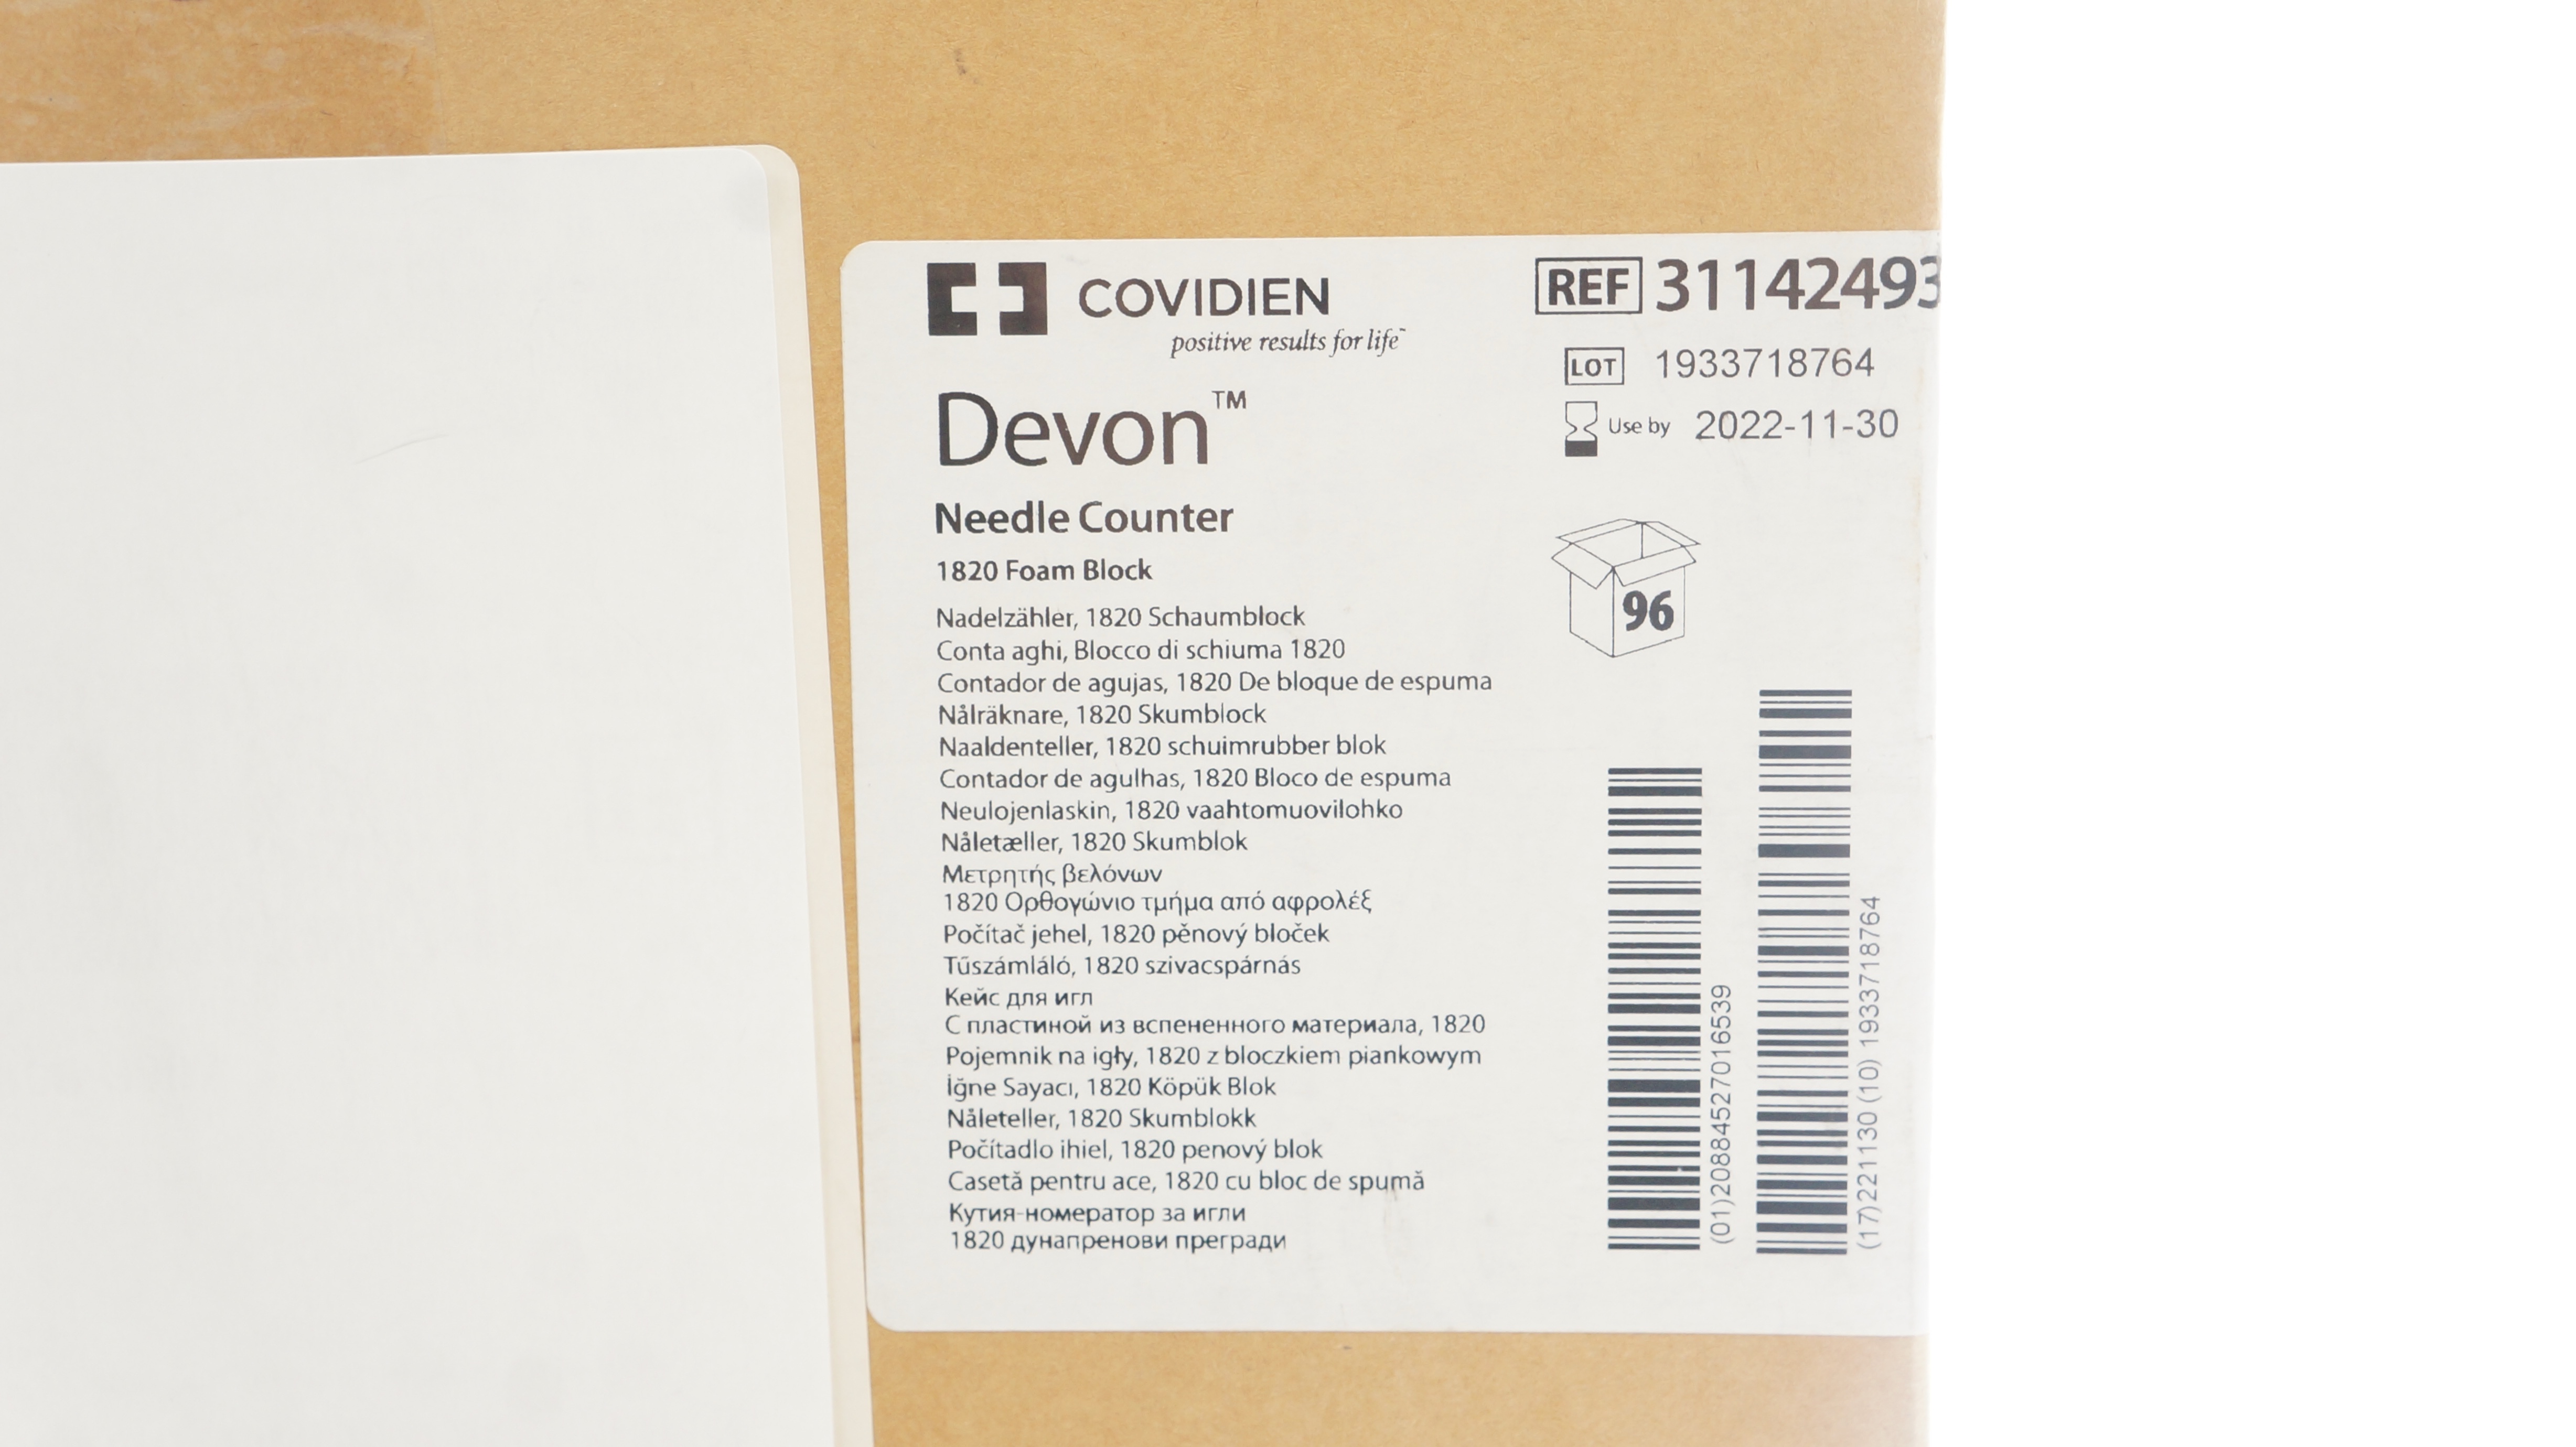 COVIDIEN
positive results for life™
REF 31142493
LOT 1933718764
Use by 2022-11-30
Devon™
Needle Counter
1820 Foam Block
96
Nadelzähler, 1820 Schaumblock
Conta aghi, Blocco di schiuma 1820
Contador de agujas, 1820 De bloque de espuma
Nålräknare, 1820 Skumblock
Naaldenteller, 1820 schuimrubber blok
Contador de agulhas, 1820 Bloco de espuma
Neulojenlaskin, 1820 vaahtomuovilohko
Nåletæller, 1820 Skumblok
Μετρητής βελόνων
1820 Ορθογώνιο τμήμα από αφρολέξ
Počítač jehel, 1820 pěnový bloček
Tűszámláló, 1820 szivacspárnás
Кейс для игл
С пластиной из вспененного материала, 1820
Pojemnik na igły, 1820 z bloczkiem piankowym
İğne Sayacı, 1820 Köpük Blok
Nåleteller, 1820 Skumblokk
Počítadlo ihiel, 1820 penový blok
Casetă pentru ace, 1820 cu bloc de spumă
Кутия-номератор за игли
1820 дунапренови прегради
(01)20884527016539
(17)221130 (10) 1933718764